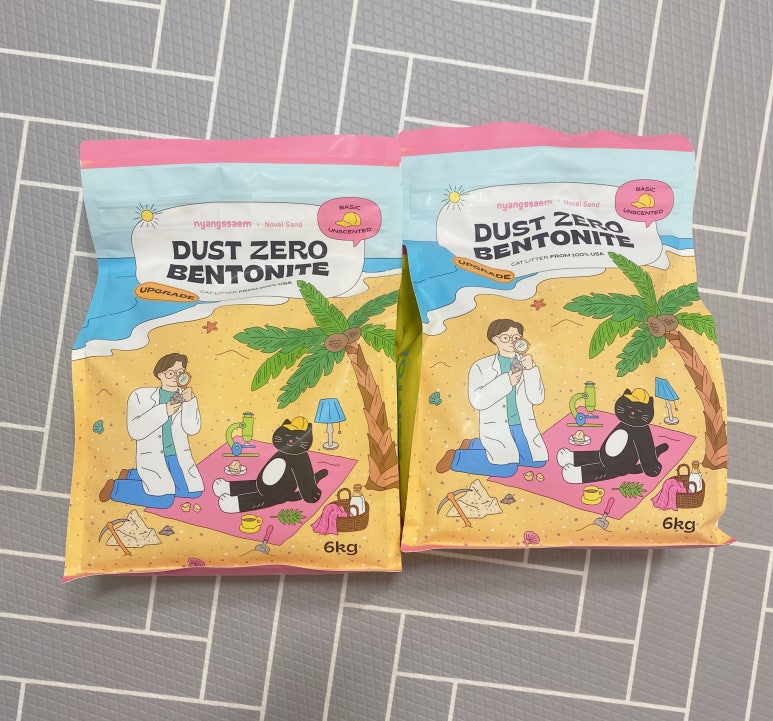 nyangssaem · Novel Sand
BASIC
UNSCENTED
DUST ZERO
BENTONITE
CAT LITTER FROM 100% USA
UPGRADE
6kg
nyangssaem · Novel Sand
BASIC
UNSCENTED
DUST ZERO
BENTONITE
CAT LITTER FROM 100% USA
UPGRADE
6kg